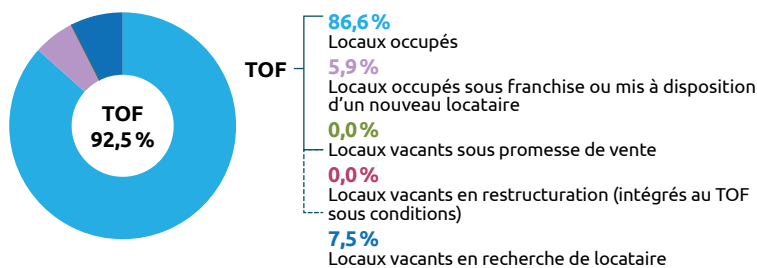 TOF
92,5 %
TOF
86,6 %
Locaux occupés
5,9 %
Locaux occupés sous franchise ou mis à disposition
d’un nouveau locataire
0,0 %
Locaux vacants sous promesse de vente
0,0 %
Locaux vacants en restructuration (intégrés au TOF
sous conditions)
7,5 %
Locaux vacants en recherche de locataire